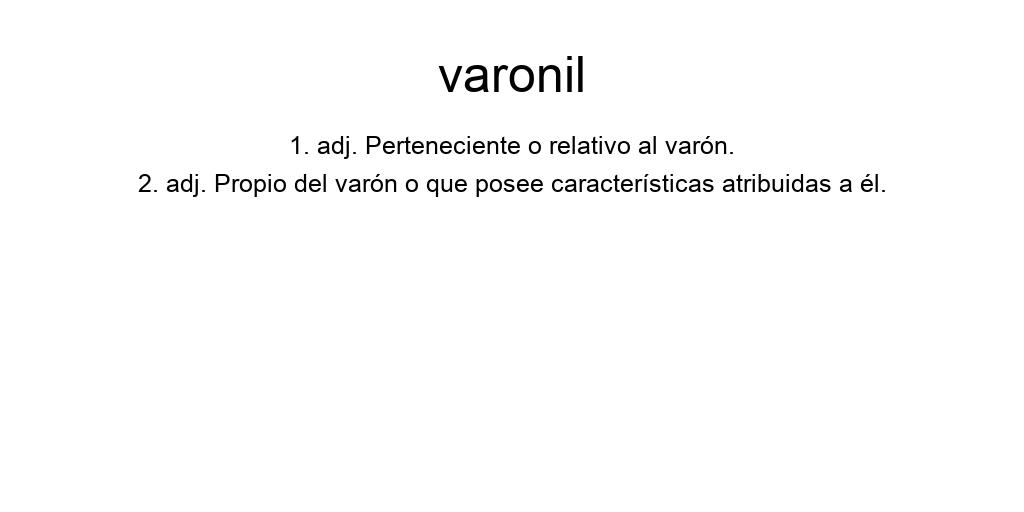 varonil
1. adj. Perteneciente o relativo al varón.
2. adj. Propio del varón o que posee características atribuidas a él.